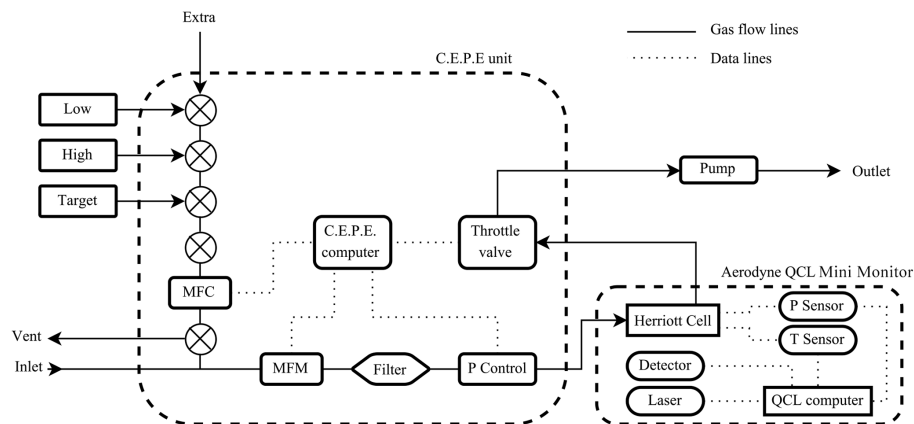 Extra
Gas flow lines
C.E.P.E unit
Data lines
Low
High
Pump
Outlet
Target
C.E.P.E.
computer
Throttle
valve
Aerodyne QCL Mini Monitor
MFC
P Sensor
Herriott Cell
T Sensor
Vent
Inlet
MFM
Filter
P Control
Detector
Laser
QCL computer